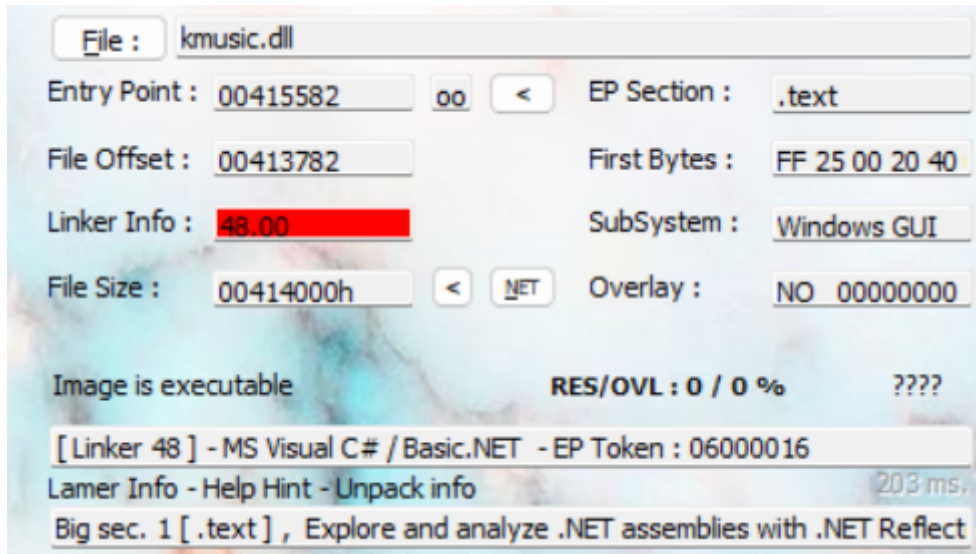 File : kmusic.dll
Entry Point : 00415582 oo < EP Section : .text
File Offset : 00413782 First Bytes : FF 25 00 20 40
Linker Info : 48.00 SubSystem : Windows GUI
File Size : 00414000h < NET Overlay : NO 00000000
Image is executable RES/OVL : 0 / 0 % ????
[ Linker 48 ] - MS Visual C# / Basic.NET - EP Token : 06000016
Lamer Info - Help Hint - Unpack info 203 ms.
Big sec. 1 [ .text ] , Explore and analyze .NET assemblies with .NET Reflect